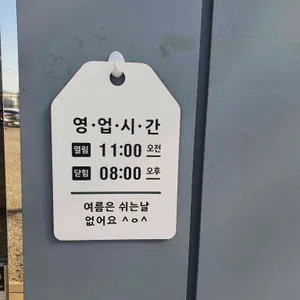 영·업·시·간
열림 11:00 오전
닫힘 08:00 오후
여름은 쉬는날
없어요 ^o^